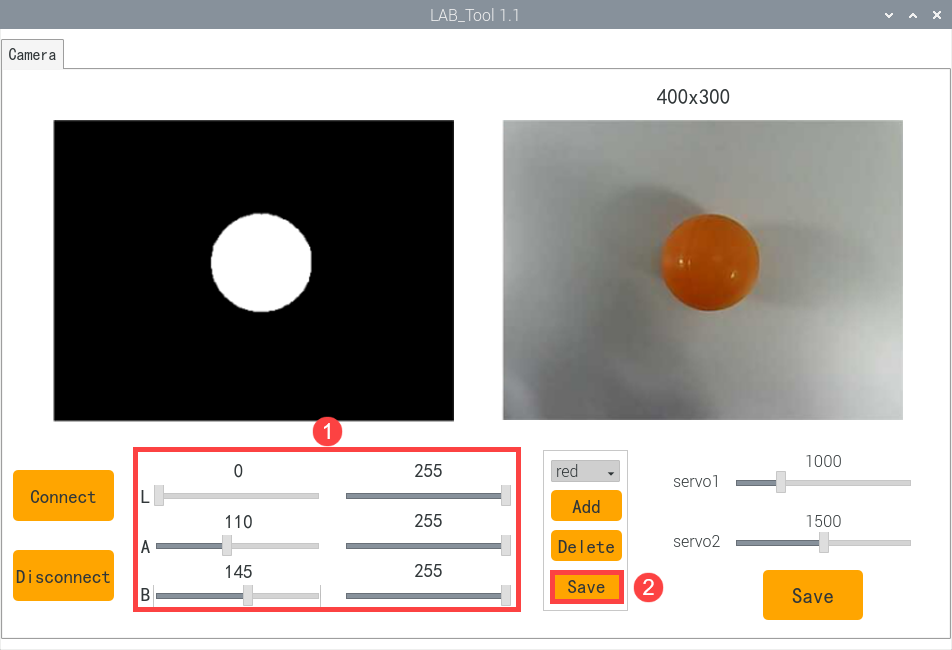 LAB_Tool 1.1
Camera
400x300
1
0 255
L
110 255
A
145 255
B
Connect
Disconnect
red
Add
Delete
Save
2
1000
servo1
1500
servo2
Save